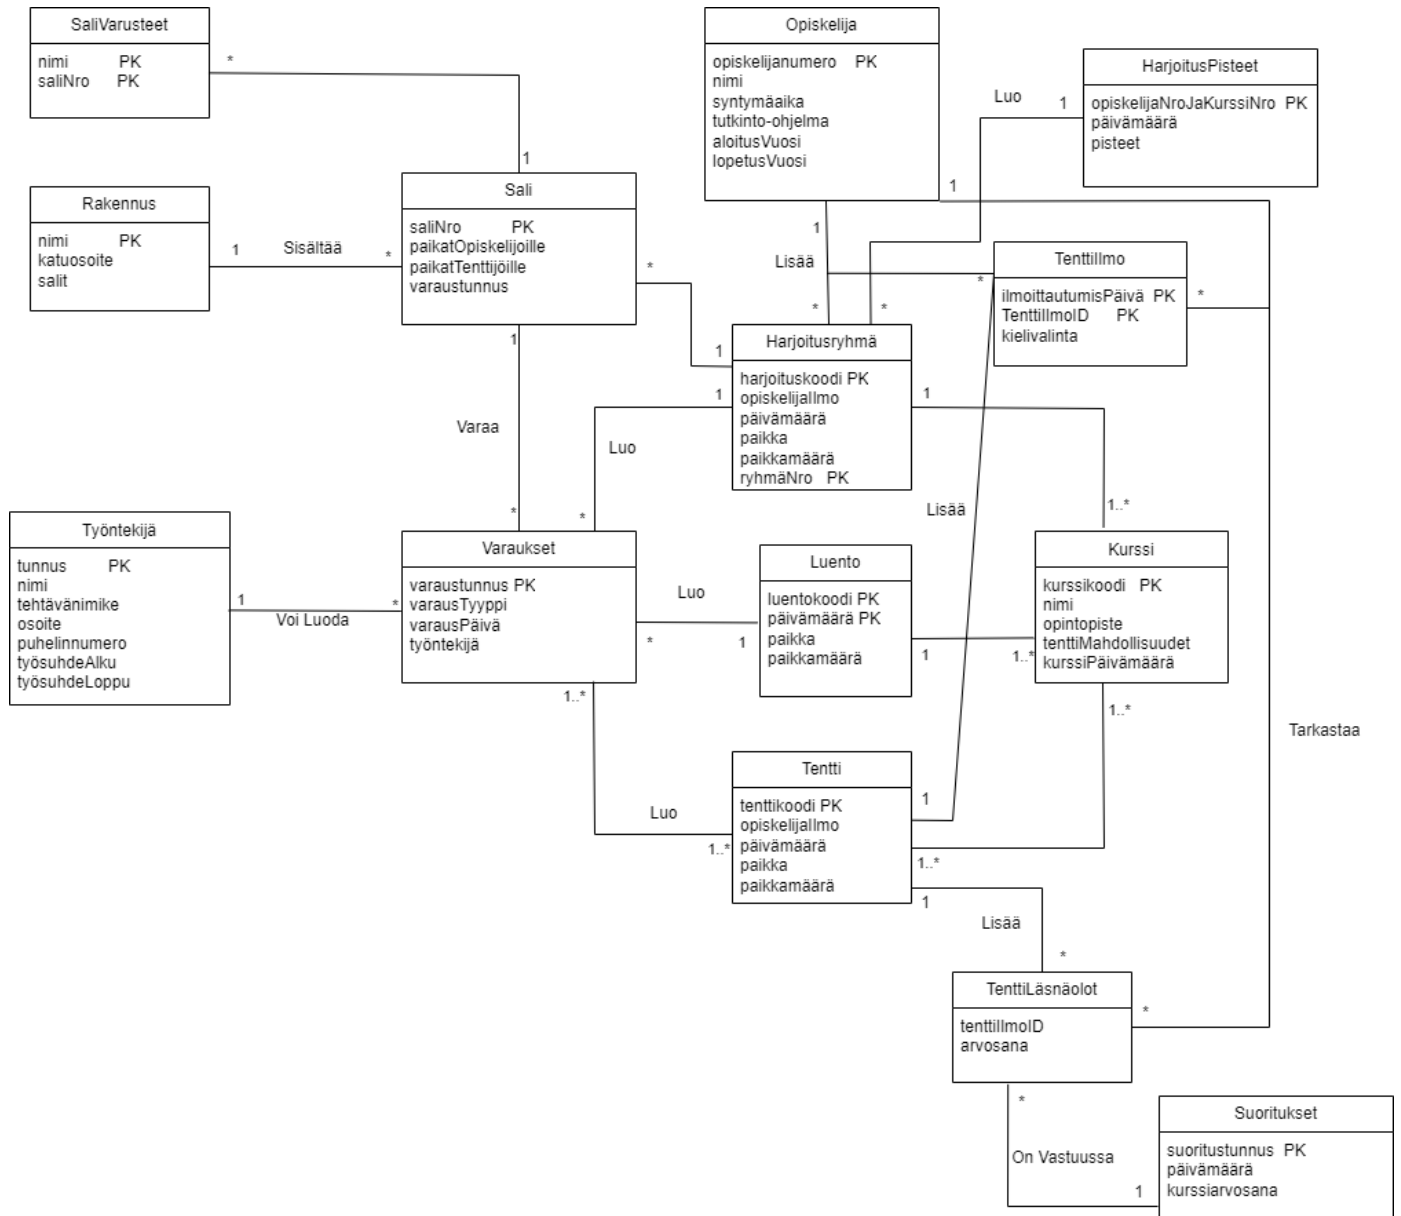 SaliVarusteet
nimi PK
saliNro PK
*
1
Opiskelija
opiskelijanumero PK
nimi
syntymäaika
tutkinto-ohjelma
aloitusVuosi
lopetusVuosi
HarjoitusPisteet
opiskelijaNroJaKurssiNro PK
päivämäärä
pisteet
Luo
1
Rakennus
nimi PK
katuosoite
salit
1
Sisältää
*
Sali
saliNro PK
paikatOpiskelijoille
paikatTenttijöille
varaustunnus
*
1
1
1
Lisää
*
*
*
TenttiIlmo
ilmoittautumisPäivä PK
TenttiIlmoID PK
kielivalinta
*
Harjoitusryhmä
harjoituskoodi PK
opiskelijaIlmo
päivämäärä
paikka
paikkamäärä
ryhmäNro PK
1
1
1
Varaa
Luo
Lisää
1..*
*
*
Työntekijä
tunnus PK
nimi
tehtävänimike
osoite
puhelinnumero
työsuhdeAlku
työsuhdeLoppu
1
Voi Luoda
*
Varaukset
varaustunnus PK
varausTyyppi
varausPäivä
työntekijä
Luo
*
1
Luento
luentokoodi PK
päivämäärä PK
paikka
paikkamäärä
1
1..*
Kurssi
kurssikoodi PK
nimi
opintopiste
tenttiMahdollisuudet
kurssiPäivämäärä
1..*
1..*
Tarkastaa
Luo
1..*
Tentti
tenttikoodi PK
opiskelijaIlmo
päivämäärä
paikka
paikkamäärä
1
1..*
1
Lisää
*
TenttiLäsnäolot
tenttiIlmoID
arvosana
*
*
On Vastuussa
1
Suoritukset
suoritustunnus PK
päivämäärä
kurssiarvosana